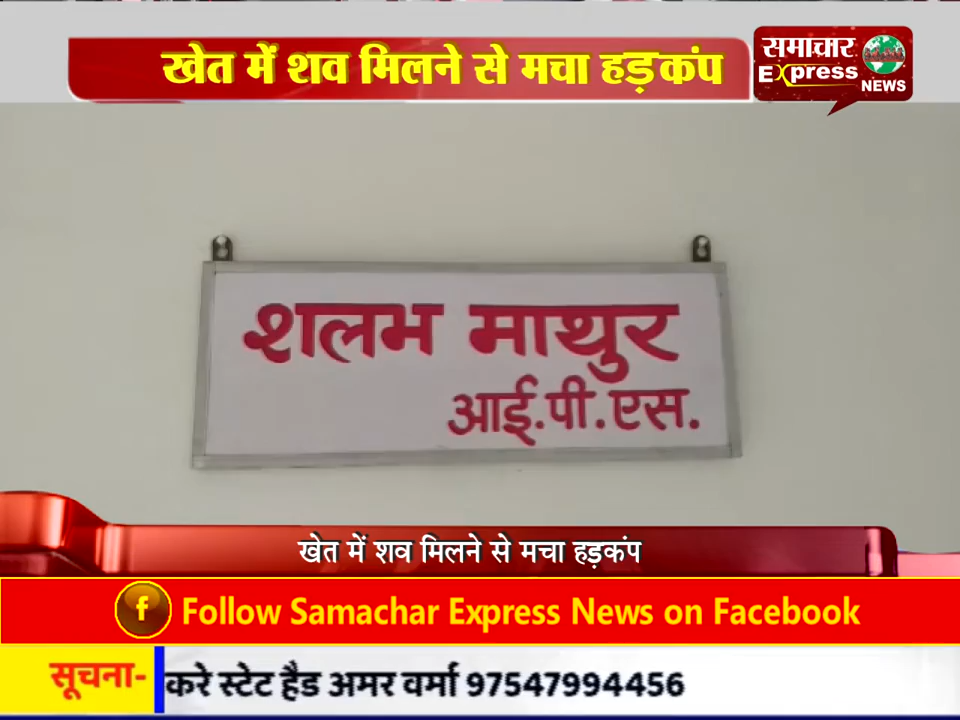 खेत में शव मिलने से मचा हड़कंप
समाचार
Express
NEWS
शलभ माथुर
आई.पी.एस.
खेत में शव मिलने से मचा हड़कंप
f Follow Samachar Express News on Facebook
सूचना- करे स्टेट हैड अमर वर्मा 97547994456